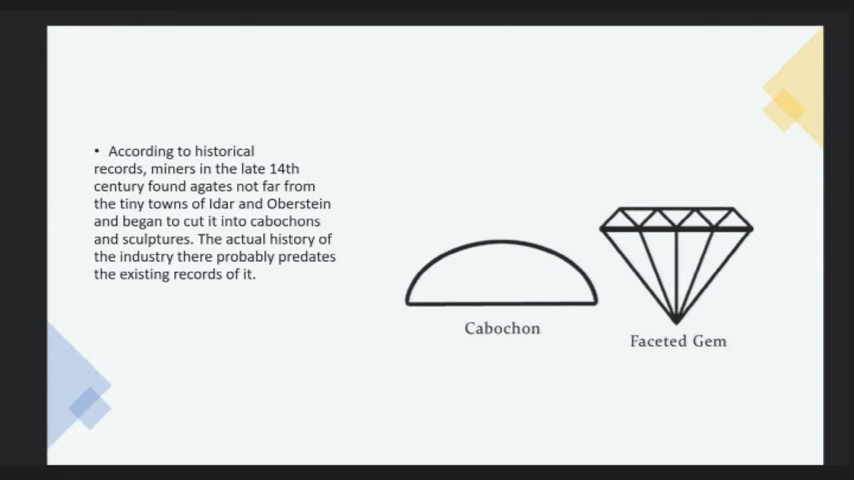 • According to historical
records, miners in the late 14th
century found agates not far from
the tiny towns of Idar and Oberstein
and began to cut it into cabochons
and sculptures. The actual history of
the industry there probably predates
the existing records of it.
Cabochon
Faceted Gem